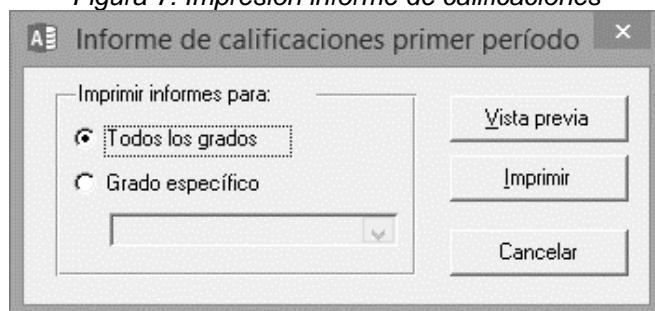 Figura 7. Impresión informe de calificaciones
Informe de calificaciones primer período
Imprimir informes para:
Todos los grados
Grado específico
Vista previa
Imprimir
Cancelar